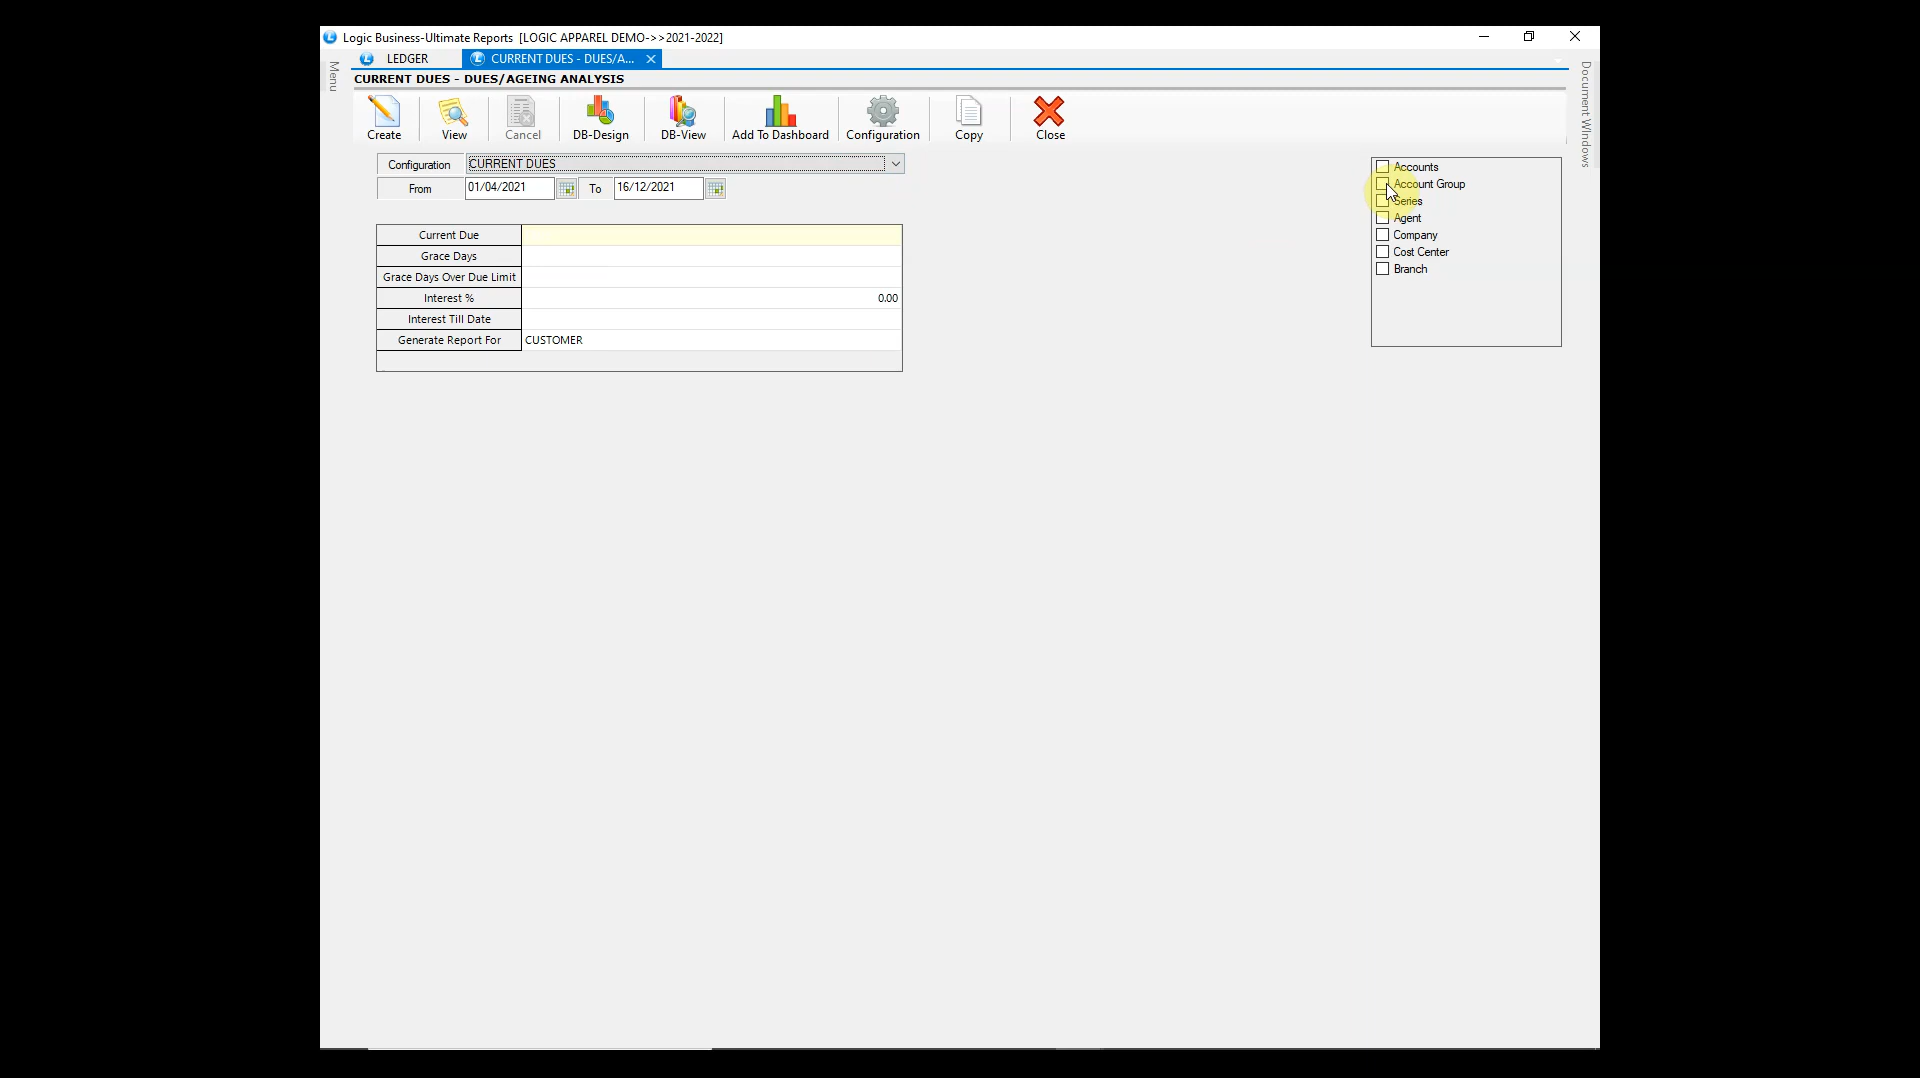 Logic Business-Ultimate Reports [LOGIC APPAREL DEMO->>2021-2022]
Menu
LEDGER
CURRENT DUES - DUES/A...
CURRENT DUES - DUES/AGEING ANALYSIS
Create
View
Cancel
DB-Design
DB-View
Add To Dashboard
Configuration
Copy
Close
Document Windows
Configuration CURRENT DUES
From 01/04/2021 To 16/12/2021
Current Due
Grace Days
Grace Days Over Due Limit
Interest % 0.00
Interest Till Date
Generate Report For CUSTOMER
Accounts
Account Group
Series
Agent
Company
Cost Center
Branch